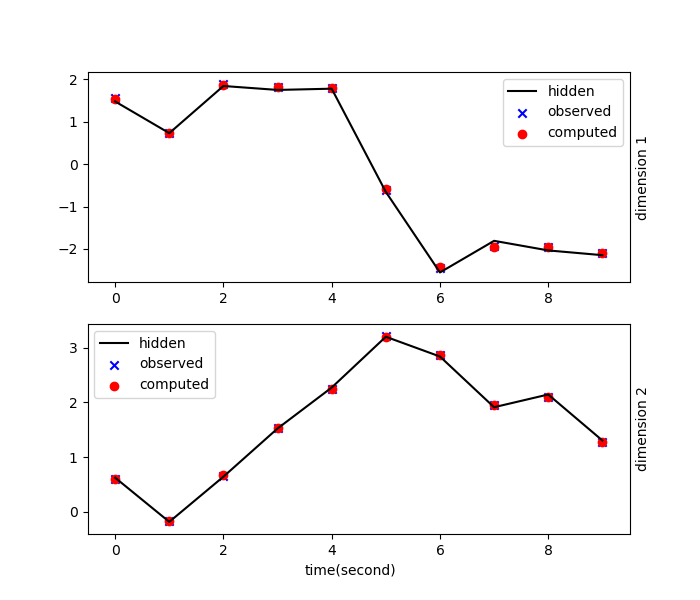 2
1
0
−1
−2
hidden
observed
computed
dimension 1
0 2 4 6 8
3
2
1
0
hidden
observed
computed
dimension 2
0 2 4 6 8
time(second)